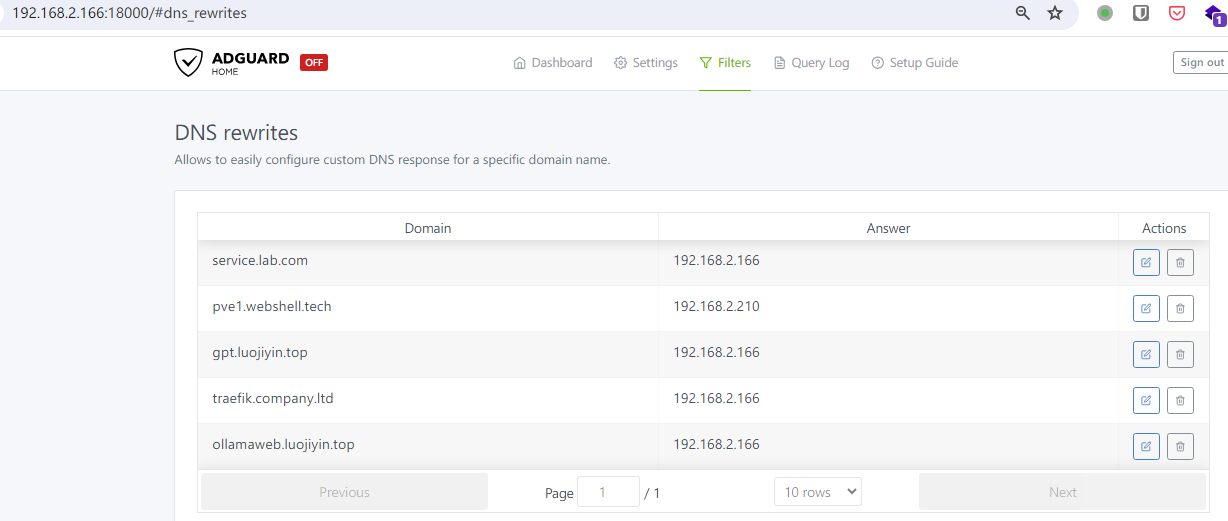 192.168.2.166:18000/#dns_rewrites
1
ADGUARD
HOME
OFF
Dashboard
Settings
Filters
Query Log
Setup Guide
Sign out
DNS rewrites
Allows to easily configure custom DNS response for a specific domain name.
Domain Answer Actions
service.lab.com 192.168.2.166
pve1.webshell.tech 192.168.2.210
gpt.luojiyin.top 192.168.2.166
traefik.company.ltd 192.168.2.166
ollamaweb.luojiyin.top 192.168.2.166
Previous Page 1 / 1 10 rows Next